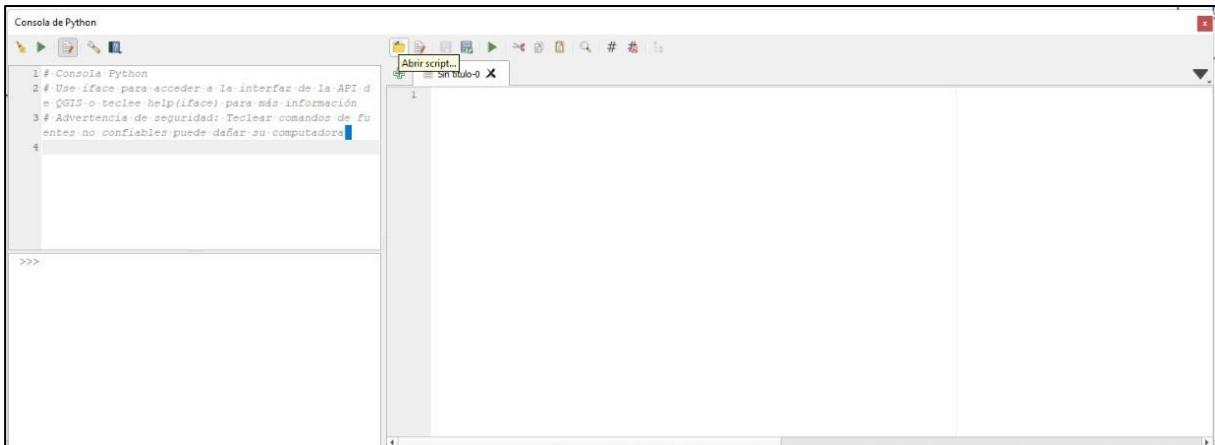 Consola de Python
Abrir script...
Sin título-0
1 # Consola Python
2 # Use iface para acceder a la interfaz de la API d
e QGIS o teclee help(iface) para más información
3 # Advertencia de seguridad: Teclear comandos de fu
entes no confiables puede dañar su computadora
4
1
>>>